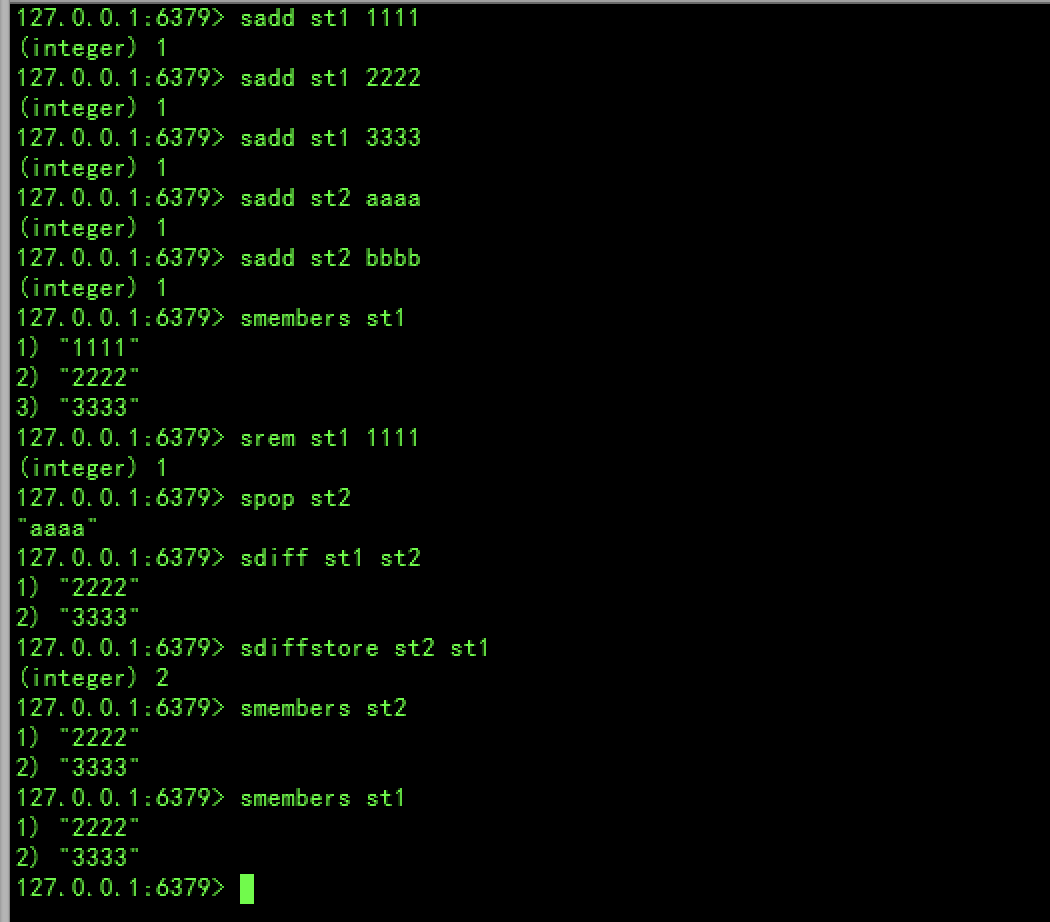 127.0.0.1:6379> sadd st1 1111
(integer) 1
127.0.0.1:6379> sadd st1 2222
(integer) 1
127.0.0.1:6379> sadd st1 3333
(integer) 1
127.0.0.1:6379> sadd st2 aaaa
(integer) 1
127.0.0.1:6379> sadd st2 bbbb
(integer) 1
127.0.0.1:6379> smembers st1
1) "1111"
2) "2222"
3) "3333"
127.0.0.1:6379> srem st1 1111
(integer) 1
127.0.0.1:6379> spop st2
"aaaa"
127.0.0.1:6379> sdiff st1 st2
1) "2222"
2) "3333"
127.0.0.1:6379> sdiffstore st2 st1
(integer) 2
127.0.0.1:6379> smembers st2
1) "2222"
2) "3333"
127.0.0.1:6379> smembers st1
1) "2222"
2) "3333"
127.0.0.1:6379>